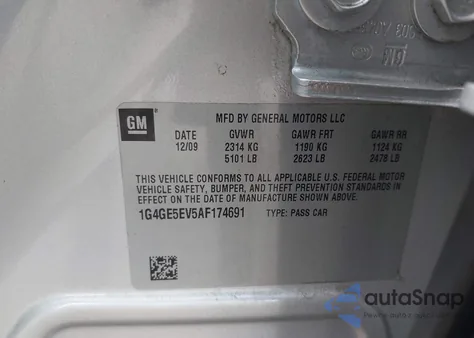 GM
MFD BY GENERAL MOTORS LLC
DATE GVWR GAWR FRT GAWR RR
12/09 2314 KG 1190 KG 1124 KG
5101 LB 2623 LB 2478 LB
THIS VEHICLE CONFORMS TO ALL APPLICABLE U.S. FEDERAL MOTOR
VEHICLE SAFETY, BUMPER, AND THEFT PREVENTION STANDARDS IN
EFFECT ON THE DATE OF MANUFACTURE SHOWN ABOVE.
1G4GE5EV5AF174691 TYPE: PASS CAR
GM
autoSnap